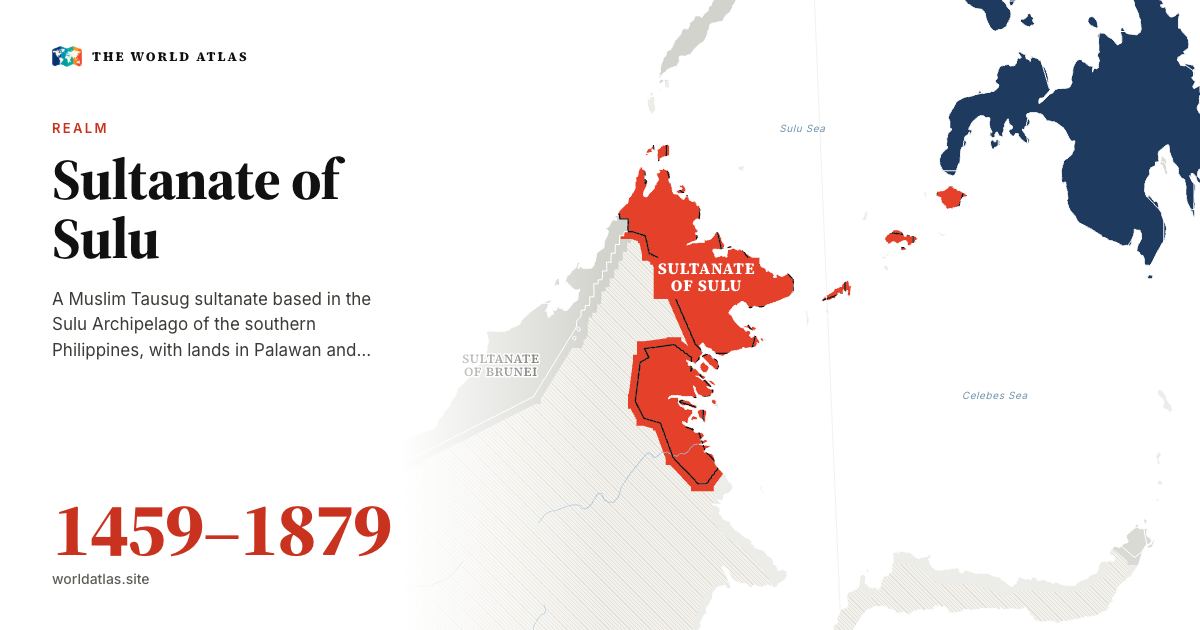 THE WORLD ATLAS
REALM
Sultanate of
Sulu
A Muslim Tausug sultanate based in the
Sulu Archipelago of the southern
Philippines, with lands in Palawan and...
1459–1879
worldatlas.site
Sulu Sea
SULTANATE
OF SULU
SULTANATE
OF BRUNEI
Celebes Sea